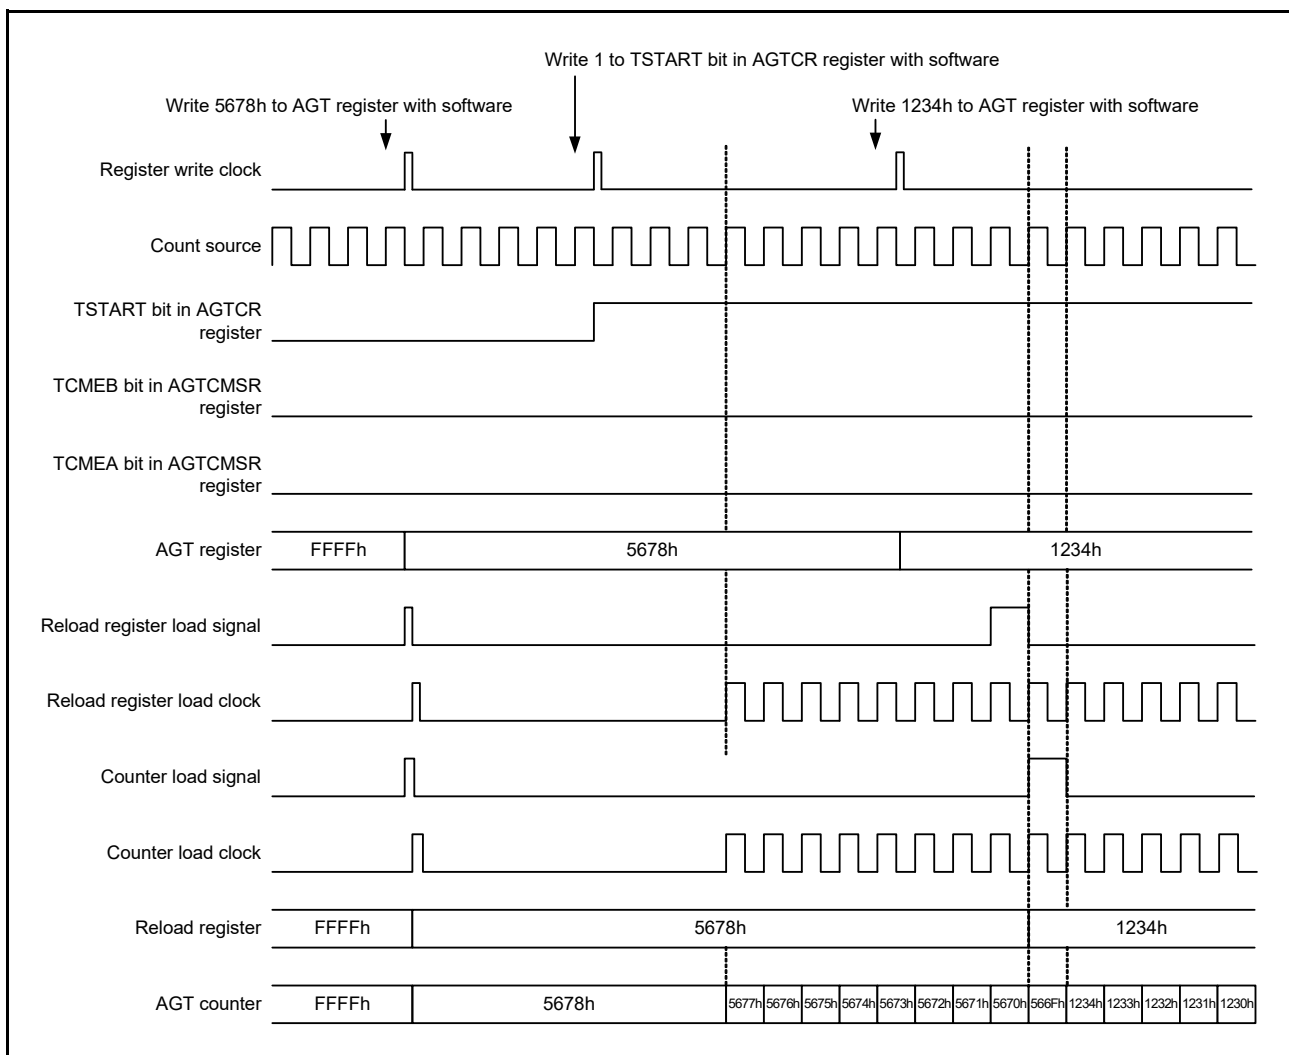 Write 1 to TSTART bit in AGTCR register with software
Write 5678h to AGT register with software
Write 1234h to AGT register with software
Register write clock
Count source
TSTART bit in AGTCR
register
TCMEB bit in AGTCMSR
register
TCMEA bit in AGTCMSR
register
AGT register FFFFh 5678h 1234h
Reload register load signal
Reload register load clock
Counter load signal
Counter load clock
Reload register FFFFh 5678h 1234h
AGT counter FFFFh 5678h 5677h 5676h 5675h 5674h 5673h 5672h 5671h 5670h 566Fh 1234h 1233h 1232h 1231h 1230h